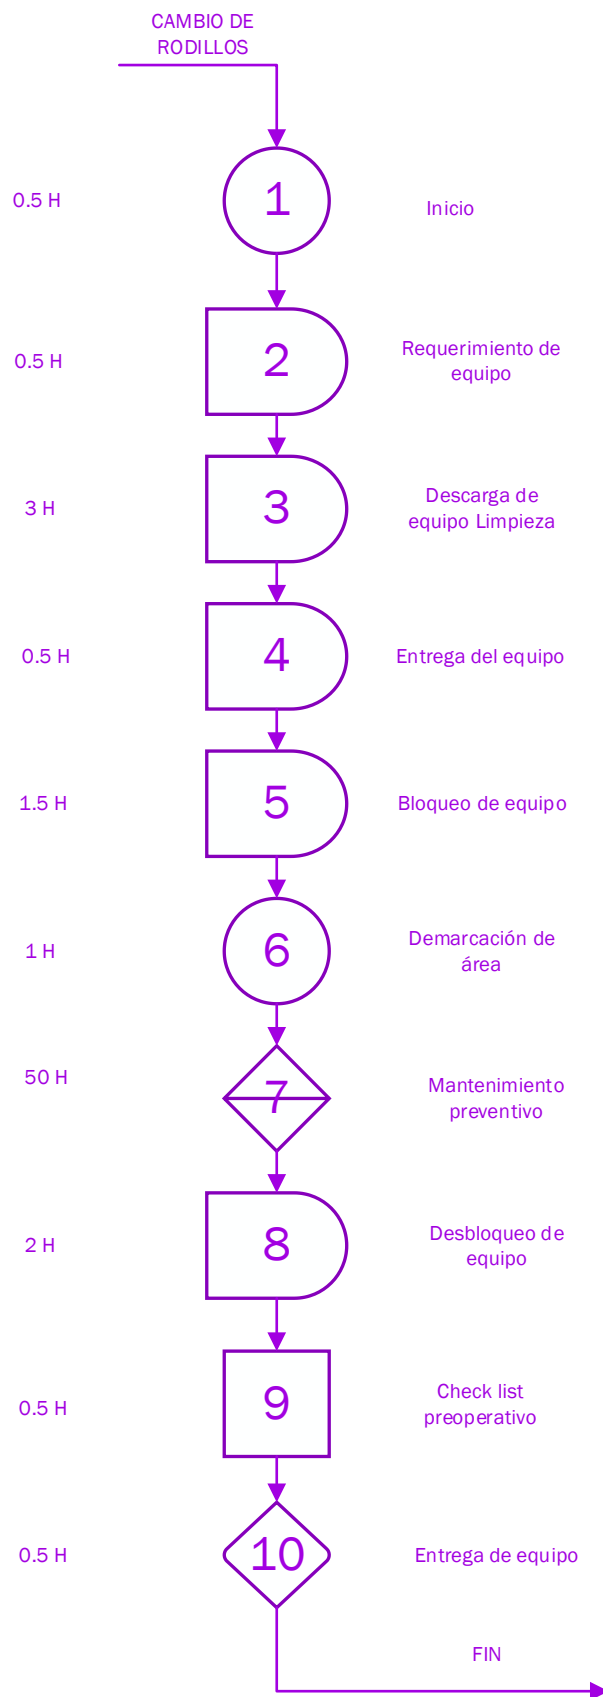 CAMBIO DE
RODILLOS
0.5 H
1
Inicio
0.5 H
2
Requerimiento de
equipo
3 H
3
Descarga de
equipo Limpieza
0.5 H
4
Entrega del equipo
1.5 H
5
Bloqueo de equipo
1 H
6
Demarcación de
área
50 H
7
Mantenimiento
preventivo
2 H
8
Desbloqueo de
equipo
0.5 H
9
Check list
preoperativo
0.5 H
10
Entrega de equipo
FIN